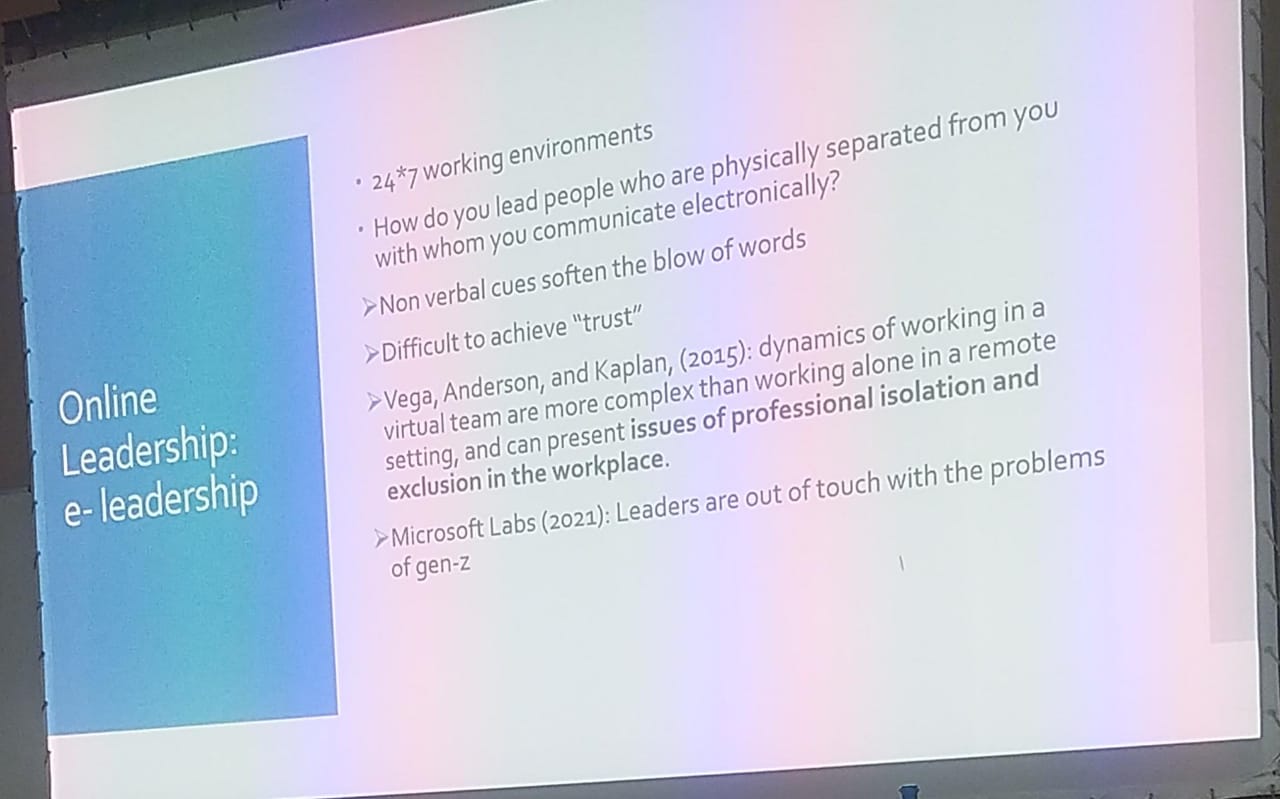 Online
Leadership:
e- leadership
• 24*7 working environments
• How do you lead people who are physically separated from you
with whom you communicate electronically?
➢Non verbal cues soften the blow of words
➢Difficult to achieve "trust"
➢Vega, Anderson, and Kaplan, (2015): dynamics of working in a
virtual team are more complex than working alone in a remote
setting, and can present issues of professional isolation and
exclusion in the workplace.
➢Microsoft Labs (2021): Leaders are out of touch with the problems
of gen-z